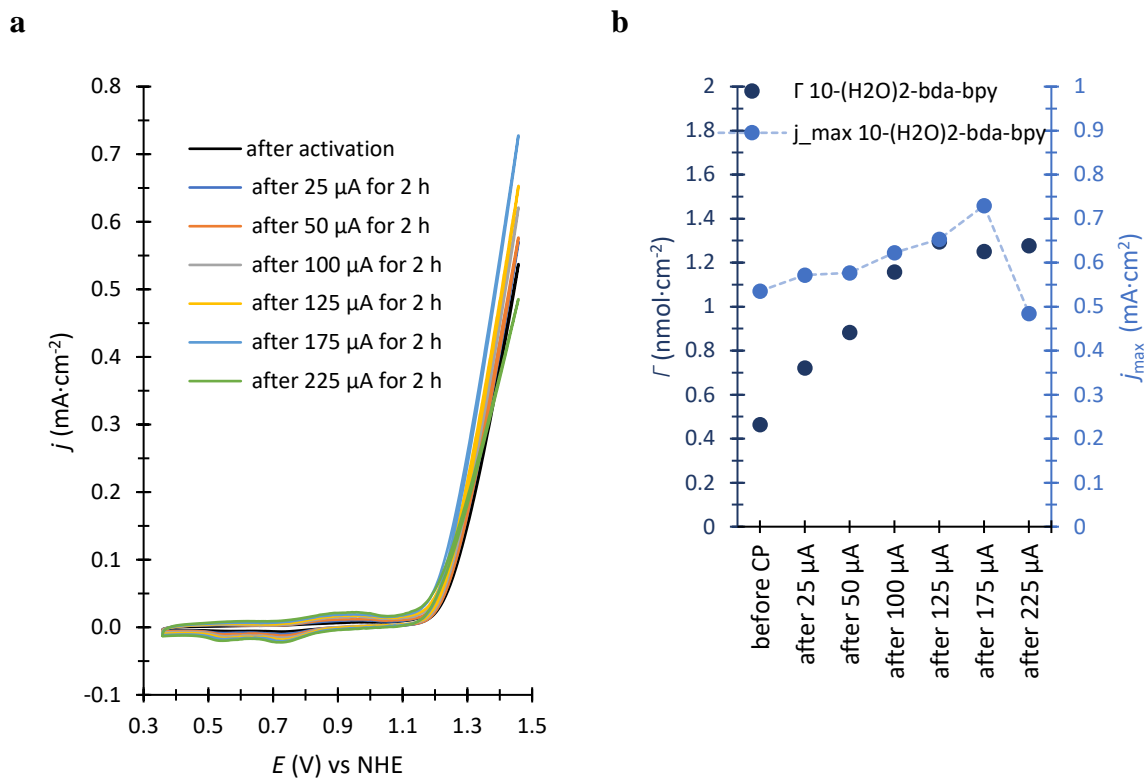 a
0.8
0.7
0.6
0.5
0.4
0.3
0.2
0.1
0.0
-0.1
j (mA·cm-2)
after activation
after 25 µA for 2 h
after 50 µA for 2 h
after 100 µA for 2 h
after 125 µA for 2 h
after 175 µA for 2 h
after 225 µA for 2 h
0.3 0.5 0.7 0.9 1.1 1.3 1.5
E (V) vs NHE
b
2
1.8
1.6
1.4
1.2
1
0.8
0.6
0.4
0.2
0
Γ (nmol·cm-2)
Γ 10-(H2O)2-bda-bpy
j_max 10-(H2O)2-bda-bpy
1
0.9
0.8
0.7
0.6
0.5
0.4
0.3
0.2
0.1
0
jmax (mA·cm-2)
before CP
after 25 µA
after 50 µA
after 100 µA
after 125 µA
after 175 µA
after 225 µA